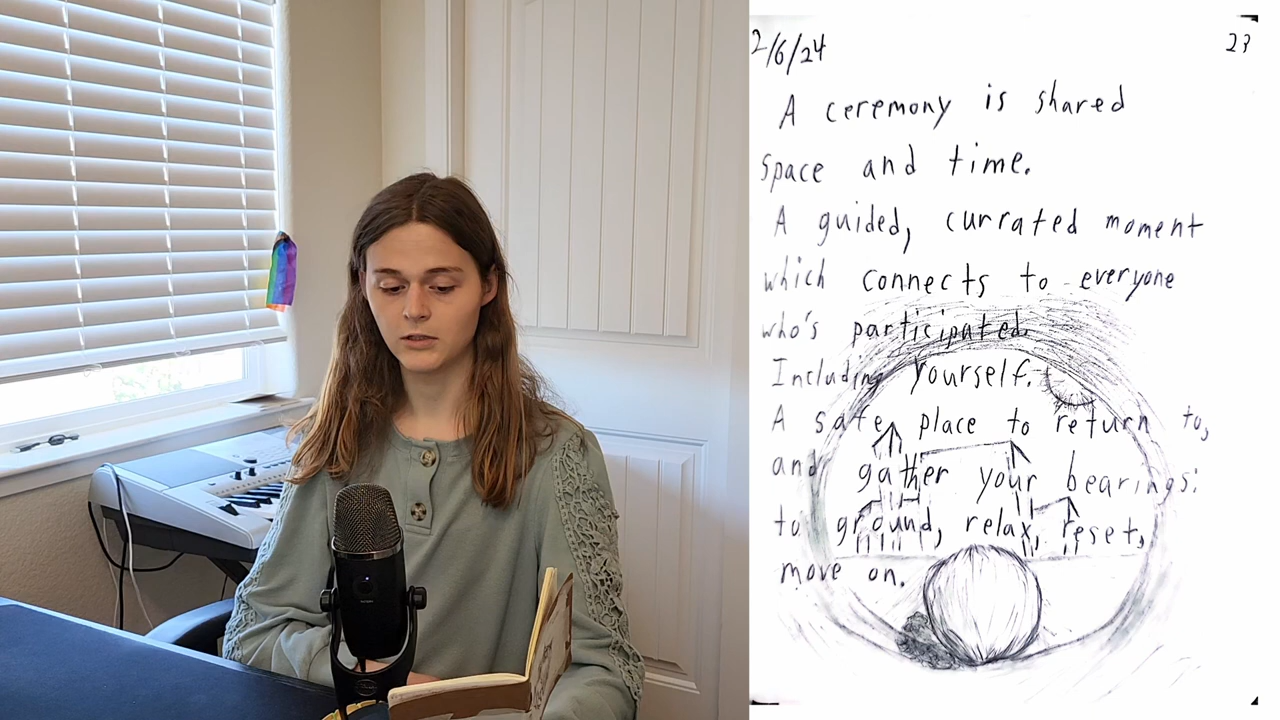 2/6/24
23
A ceremony is shared
space and time.
A guided, currated moment
which connects to everyone
who's participated.
Including yourself.
A safe place to return to,
and gather your bearings:
to ground, relax, reset,
move on.